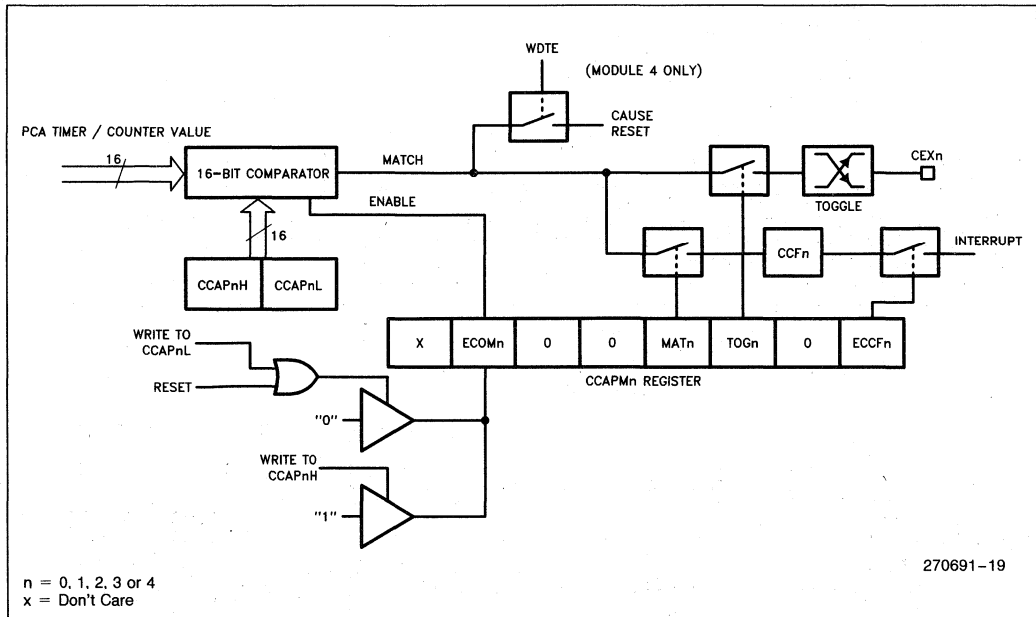 WDTE
(MODULE 4 ONLY)
CAUSE
RESET
PCA TIMER / COUNTER VALUE
16
16-BIT COMPARATOR
MATCH
ENABLE
CEXn
TOGGLE
16
CCAPnH
CCAPnL
CCFn
INTERRUPT
X
ECOMn
0
0
MATn
TOGn
0
ECCFn
CCAPMn REGISTER
WRITE TO
CCAPnL
RESET
"0"
WRITE TO
CCAPnH
"1"
270691-19
n = 0, 1, 2, 3 or 4
x = Don't Care